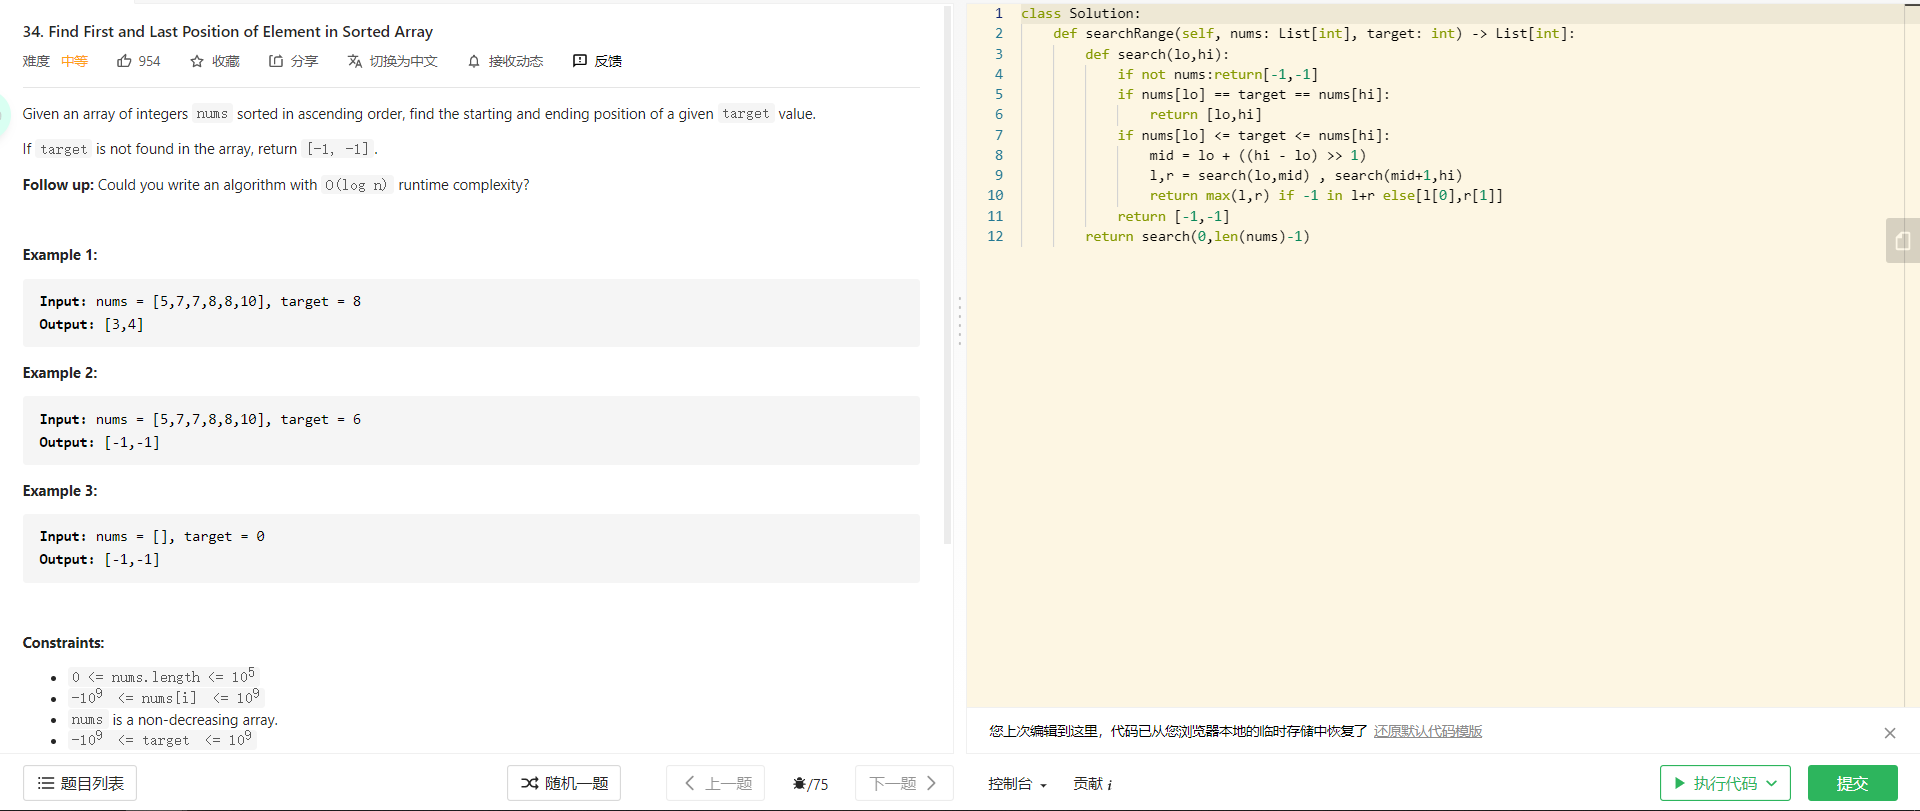 34. Find First and Last Position of Element in Sorted Array
难度 中等 954 收藏 分享 切换为中文 接收动态 反馈
Given an array of integers nums sorted in ascending order, find the starting and ending position of a given target value.
If target is not found in the array, return [-1, -1].
Follow up: Could you write an algorithm with O(log n) runtime complexity?
Example 1:
Input: nums = [5,7,7,8,8,10], target = 8
Output: [3,4]
Example 2:
Input: nums = [5,7,7,8,8,10], target = 6
Output: [-1,-1]
Example 3:
Input: nums = [], target = 0
Output: [-1,-1]
Constraints:
0 <= nums.length <= 10^5
-10^9 <= nums[i] <= 10^9
nums is a non-decreasing array.
-10^9 <= target <= 10^9
题目列表 随机一题 上一题 /75 下一题
1 class Solution:
2 def searchRange(self, nums: List[int], target: int) -> List[int]:
3 def search(lo,hi):
4 if not nums:return[-1,-1]
5 if nums[lo] == target == nums[hi]:
6 return [lo,hi]
7 if nums[lo] <= target <= nums[hi]:
8 mid = lo + ((hi - lo) >> 1)
9 l,r = search(lo,mid) , search(mid+1,hi)
10 return max(l,r) if -1 in l+r else[l[0],r[1]]
11 return [-1,-1]
12 return search(0,len(nums)-1)
您上次编辑到这里，代码已从您浏览器本地的临时存储中恢复了 还原默认代码模版
控制台 贡献 i 执行代码 提交